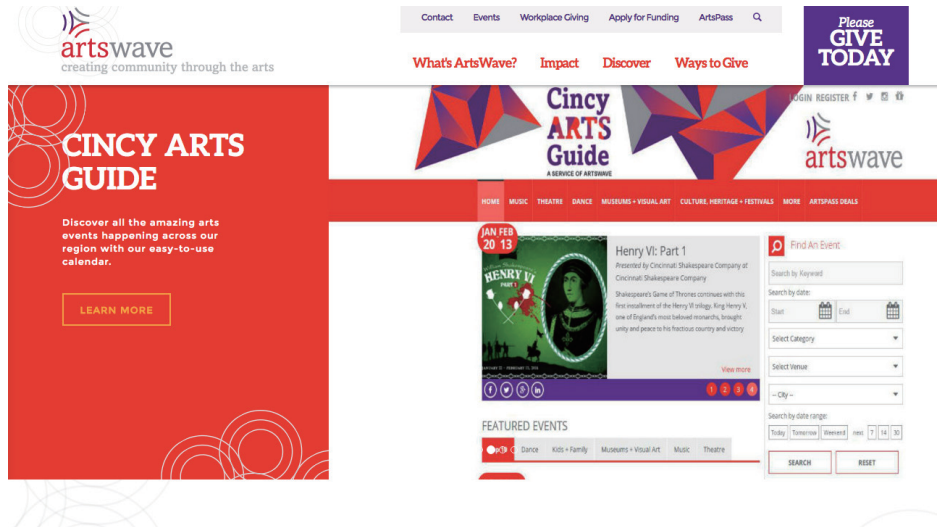 artswave
creating community through the arts
Contact Events Workplace Giving Apply for Funding ArtsPass
What's ArtsWave? Impact Discover Ways to Give
Please
GIVE
TODAY
CINCY ARTS
GUIDE
Discover all the amazing arts
events happening across our
region with our easy-to-use
calendar.
LEARN MORE
Cincy
ARTS
Guide
A SERVICE OF ARTSWAVE
LOGIN REGISTER
artswave
HOME MUSIC THEATRE DANCE MUSEUMS + VISUAL ART CULTURE, HERITAGE + FESTIVALS MORE ARTSPASS DEALS
JAN FEB
20 13
HENRY VI
PART 1
Henry VI: Part 1
Presented by Cincinnati Shakespeare Company at
Cincinnati Shakespeare Company
Shakespeare's Game of Thrones continues with this
first installment of the Henry VI trilogy. King Henry V,
one of England's most beloved monarchs, brought
unity and peace to his fractious country and victory
View more
1 2 3 4
FEATURED EVENTS
Dance Kids + Family Museums + Visual Art Music Theatre
Find An Event
Search by Keyword
Search by date:
Start End
Select Category
Select Venue
-- City --
Search by date range:
Today Tomorrow Weekend next 7 14 30
SEARCH RESET